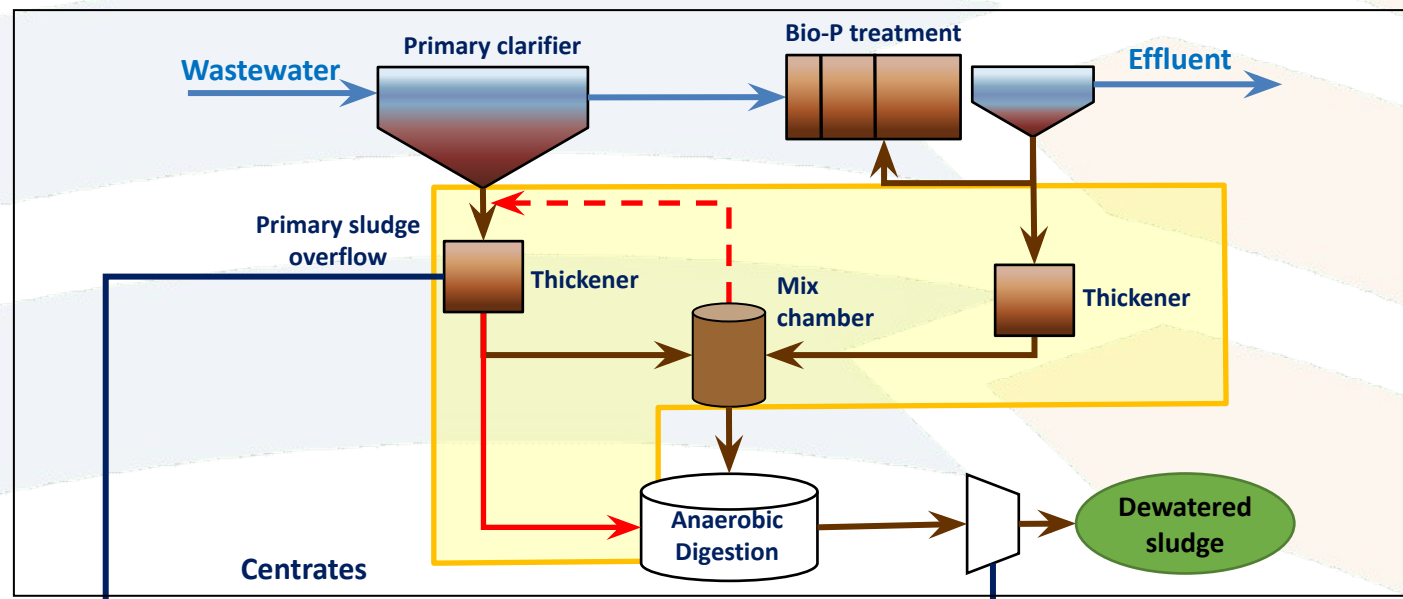 Primary clarifier
Bio-P treatment
Wastewater
Effluent
Primary sludge
overflow
Thickener
Mix
chamber
Thickener
Anaerobic
Digestion
Dewatered
sludge
Centrates